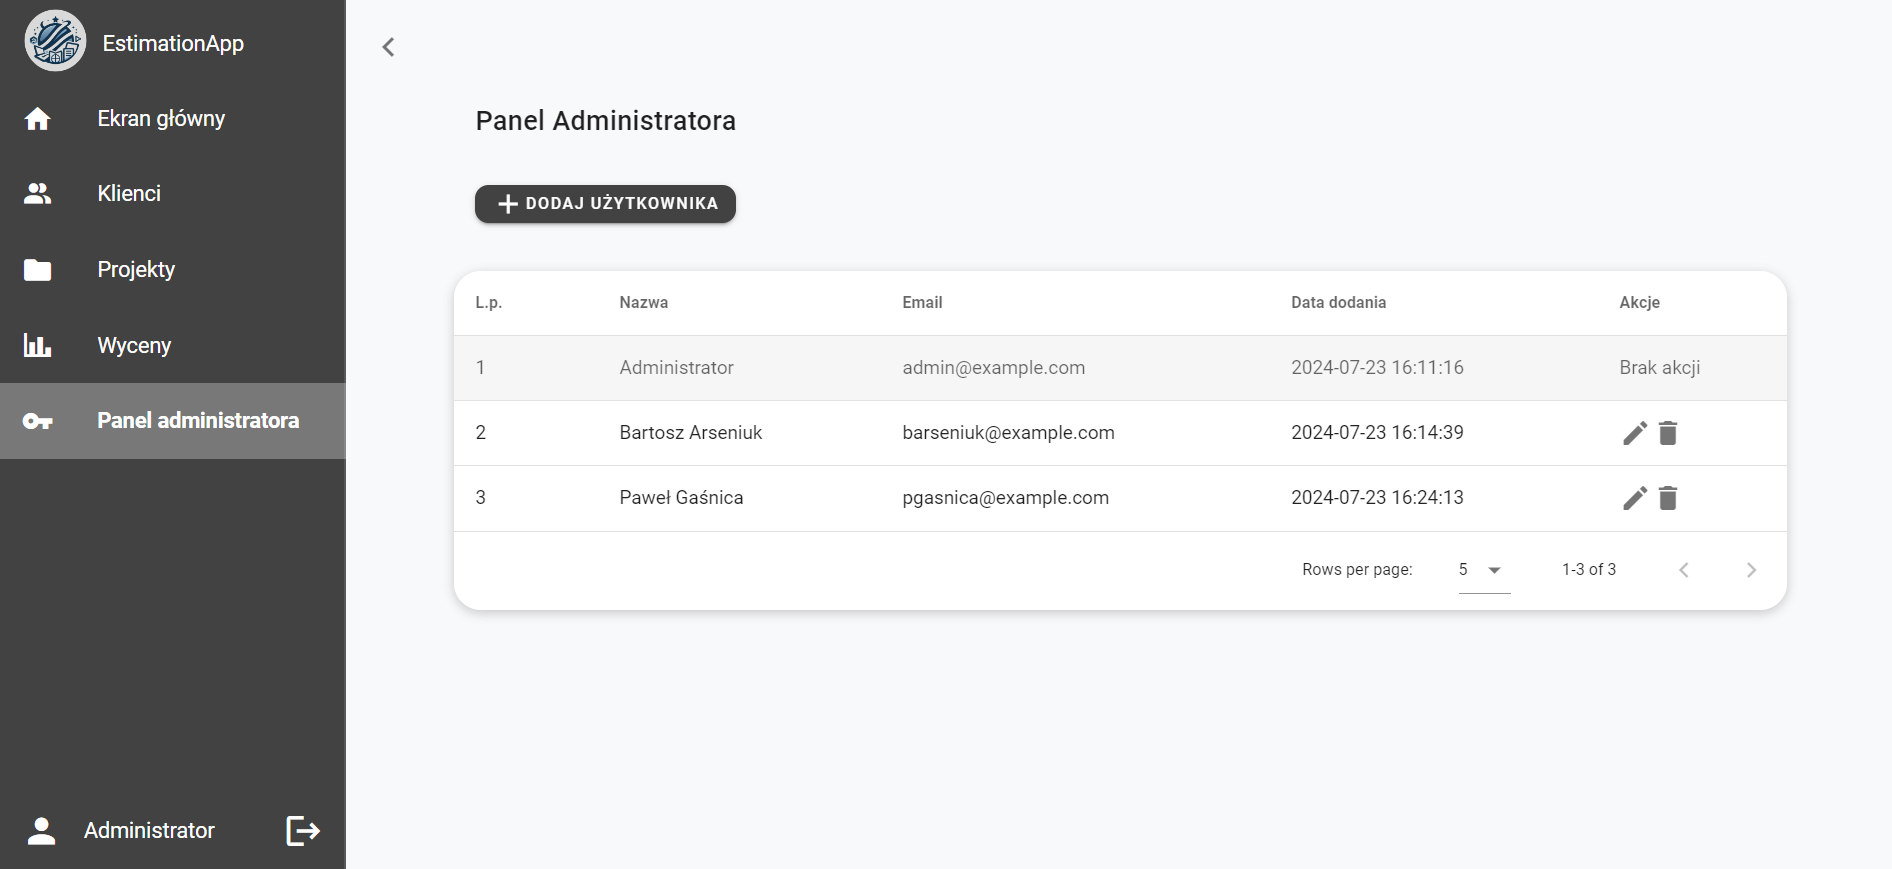 EstimationApp
Ekran główny
Klienci
Projekty
Wyceny
Panel administratora
Administrator
Panel Administratora
DODAJ UŻYTKOWNIKA
L.p. Nazwa Email Data dodania Akcje
1 Administrator admin@example.com 2024-07-23 16:11:16 Brak akcji
2 Bartosz Arseniuk barseniuk@example.com 2024-07-23 16:14:39
3 Paweł Gaśnica pgasnica@example.com 2024-07-23 16:24:13
Rows per page: 5 1-3 of 3